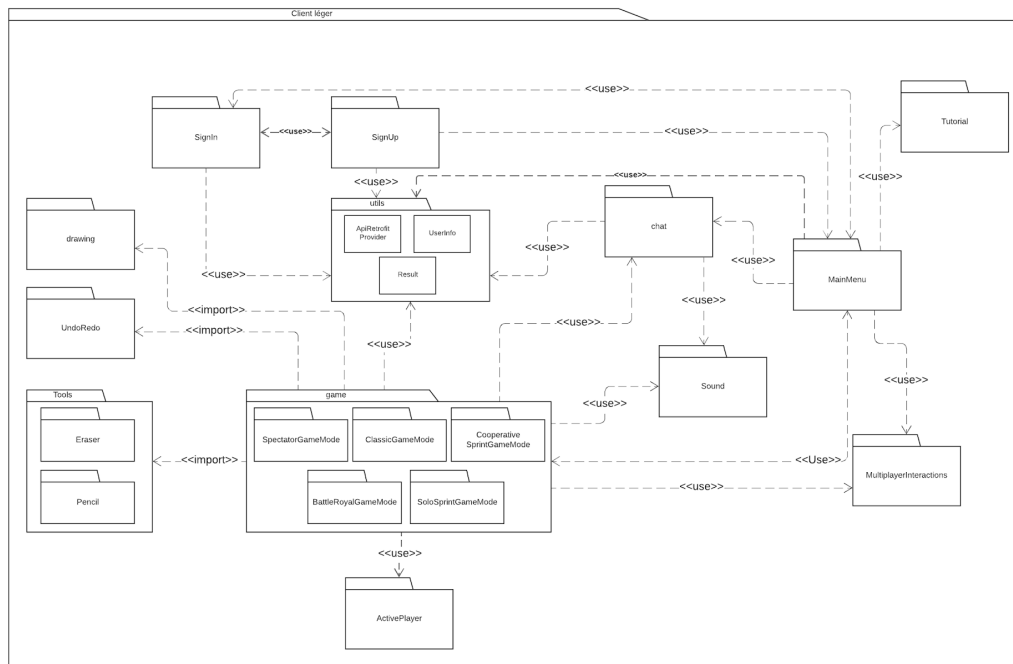 Client léger
<<use>>
Tutorial
SignIn
<<use>>
SignUp
<<use>>
<<use>>
<<use>>
<<use>>
utils
ApiRetrofit
Provider
UserInfo
Result
chat
drawing
<<use>>
<<use>>
<<use>>
MainMenu
<<use>>
<<import>>
<<use>>
UndoRedo
<<import>>
<<use>>
<<use>>
Sound
<<use>>
<<use>>
Tools
Eraser
Pencil
game
SpectatorGameMode
ClassicGameMode
Cooperative
SprintGameMode
BattleRoyalGameMode
SoloSprintGameMode
<<import>>
<<Use>>
<<use>>
MultiplayerInteractions
<<use>>
ActivePlayer